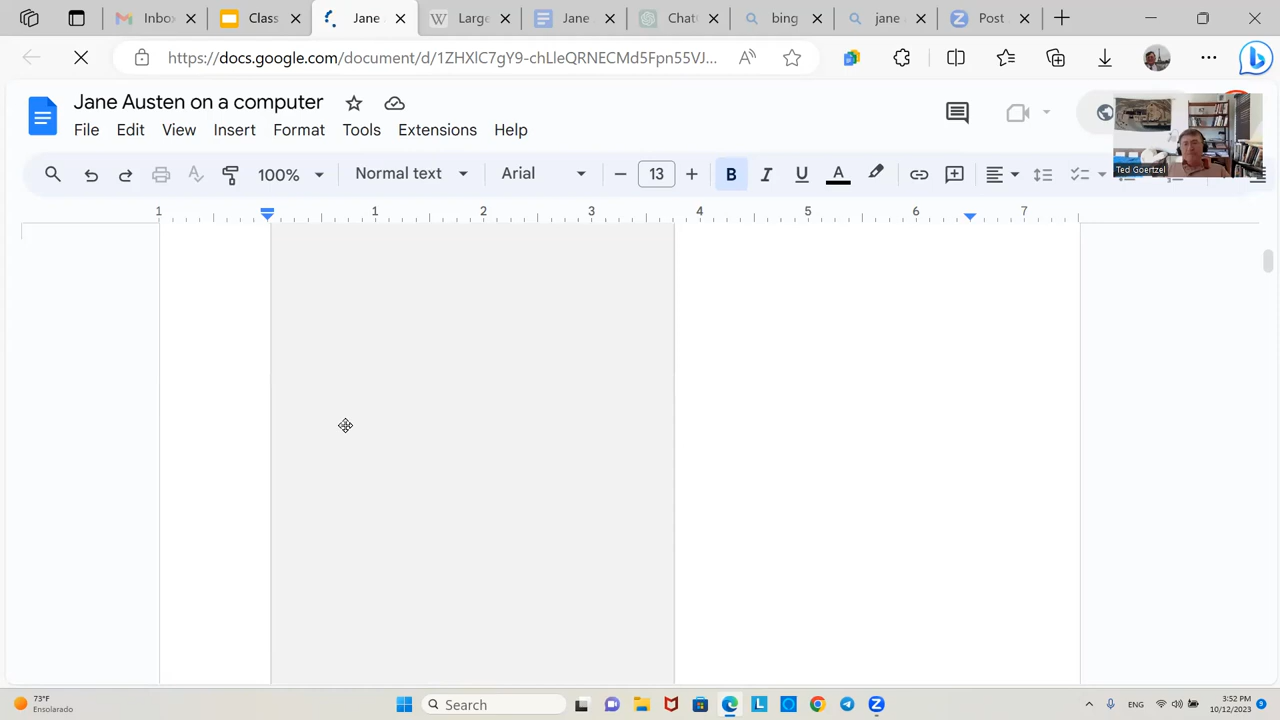 Inbox
Class
Jane
Large
Jane
Chat
bing
jane
Post
https://docs.google.com/document/d/1ZHXlC7gY9-chLleQRNECMd5Fpn55VJ...
Jane Austen on a computer
File Edit View Insert Format Tools Extensions Help
100% Normal text Arial 13 B I U A
Ted Goertzel
1 1 2 3 4 5 6 7
73°F
Ensolarado
Search
ENG
3:52 PM
10/12/2023